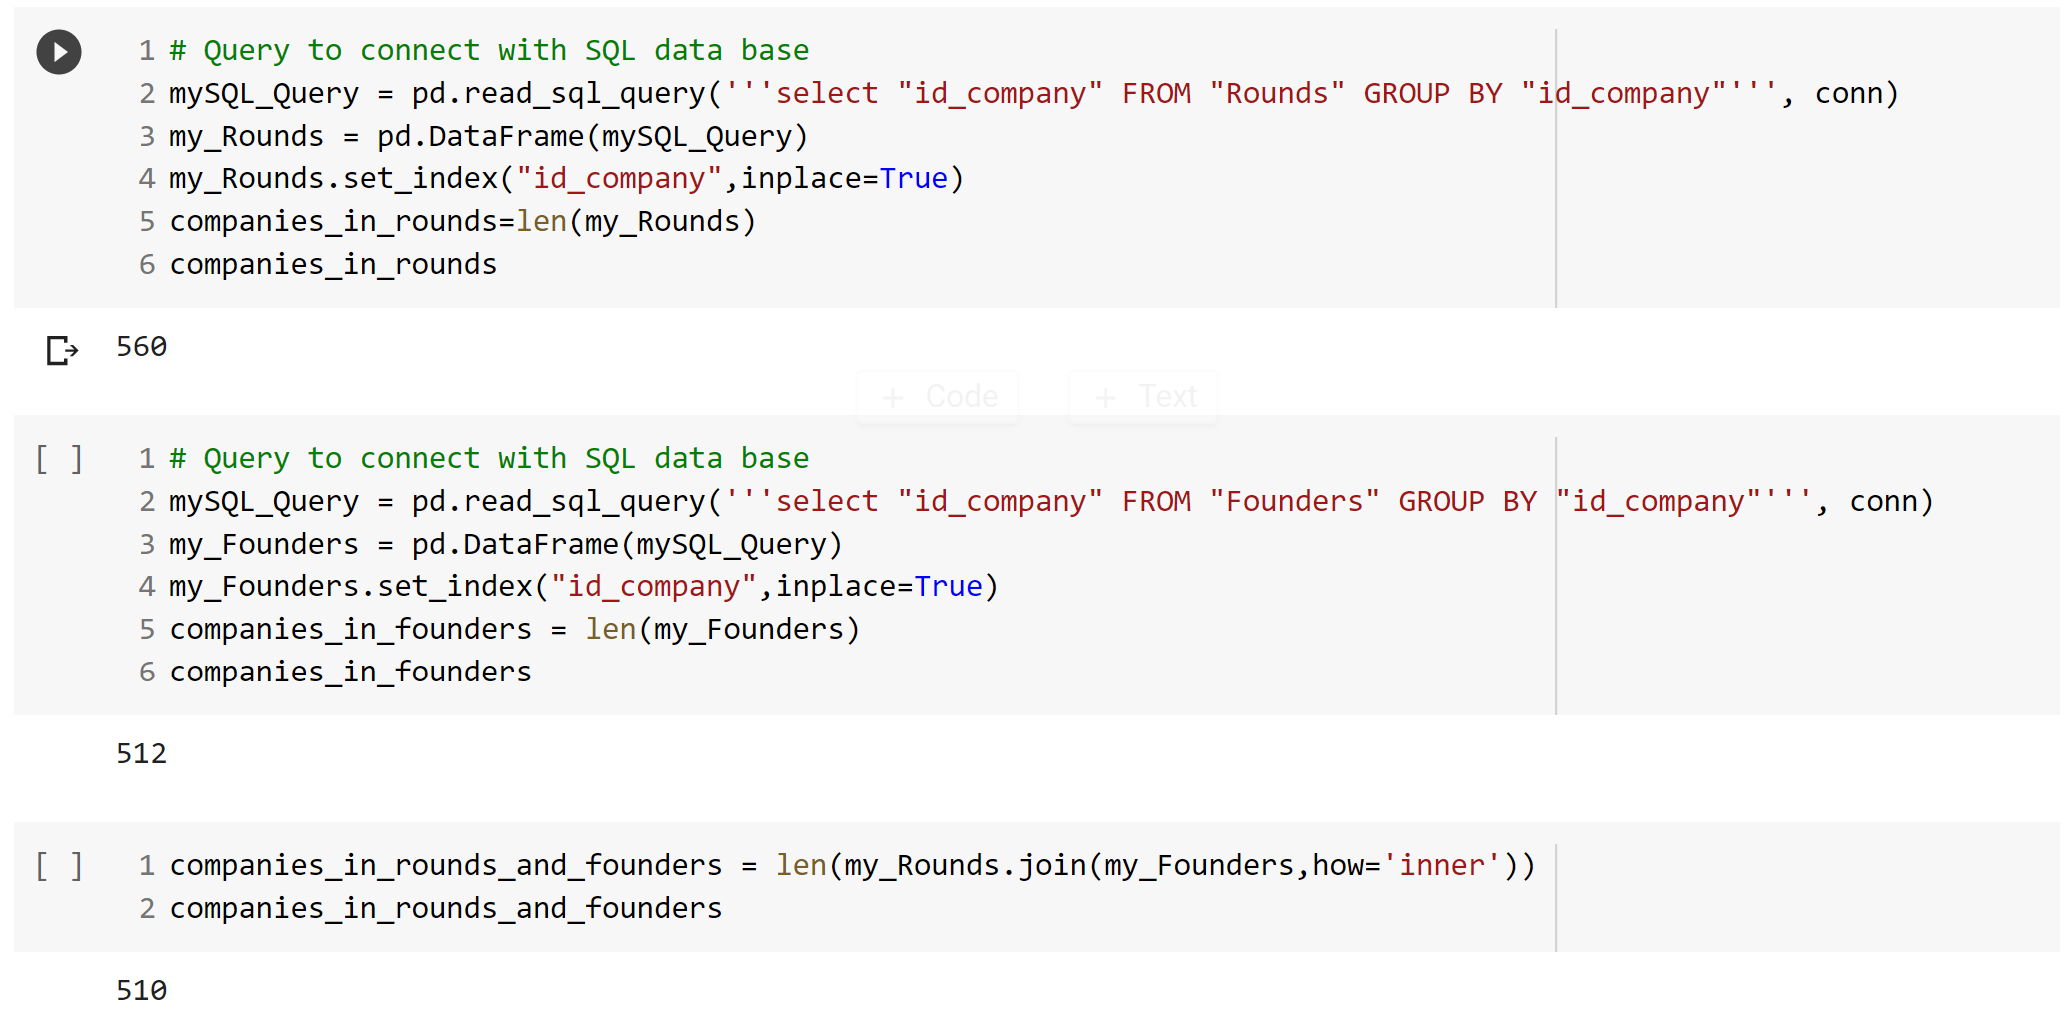 1 # Query to connect with SQL data base
2 mySQL_Query = pd.read_sql_query('''select "id_company" FROM "Rounds" GROUP BY "id_company"''', conn)
3 my_Rounds = pd.DataFrame(mySQL_Query)
4 my_Rounds.set_index("id_company",inplace=True)
5 companies_in_rounds=len(my_Rounds)
6 companies_in_rounds
560
+ Code + Text
[ ] 1 # Query to connect with SQL data base
2 mySQL_Query = pd.read_sql_query('''select "id_company" FROM "Founders" GROUP BY "id_company"''', conn)
3 my_Founders = pd.DataFrame(mySQL_Query)
4 my_Founders.set_index("id_company",inplace=True)
5 companies_in_founders = len(my_Founders)
6 companies_in_founders
512
[ ] 1 companies_in_rounds_and_founders = len(my_Rounds.join(my_Founders,how='inner'))
2 companies_in_rounds_and_founders
510